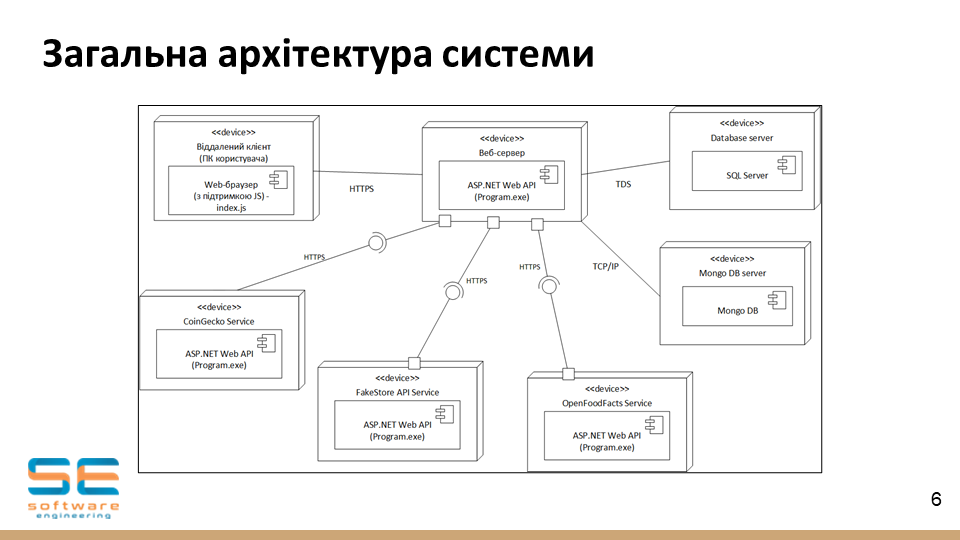 Загальна архітектура системи
<<device>>
Віддалений клієнт
(ПК користувача)
Web-браузер
(з підтримкою JS) -
index.js
HTTPS
<<device>>
Веб-сервер
ASP.NET Web API
(Program.exe)
TDS
<<device>>
Database server
SQL Server
HTTPS
HTTPS
HTTPS
TCP/IP
<<device>>
Mongo DB server
Mongo DB
<<device>>
CoinGecko Service
ASP.NET Web API
(Program.exe)
<<device>>
FakeStore API Service
ASP.NET Web API
(Program.exe)
<<device>>
OpenFoodFacts Service
ASP.NET Web API
(Program.exe)
SE
software
engineering
6